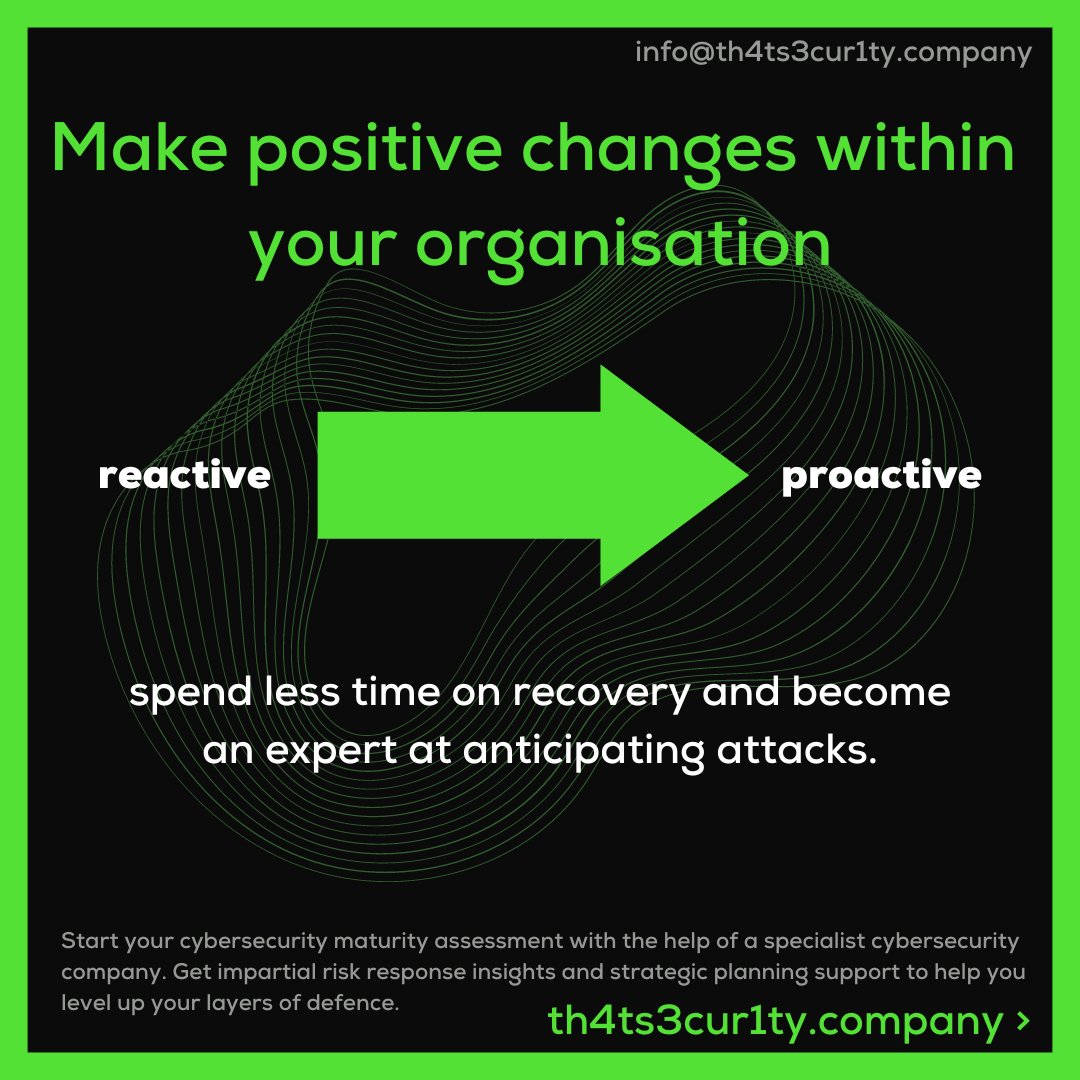 info@th4ts3cur1ty.company
Make positive changes within
your organisation
reactive
proactive
spend less time on recovery and become
an expert at anticipating attacks.
Start your cybersecurity maturity assessment with the help of a specialist cybersecurity
company. Get impartial risk response insights and strategic planning support to help you
level up your layers of defence.
th4ts3cur1ty.company >